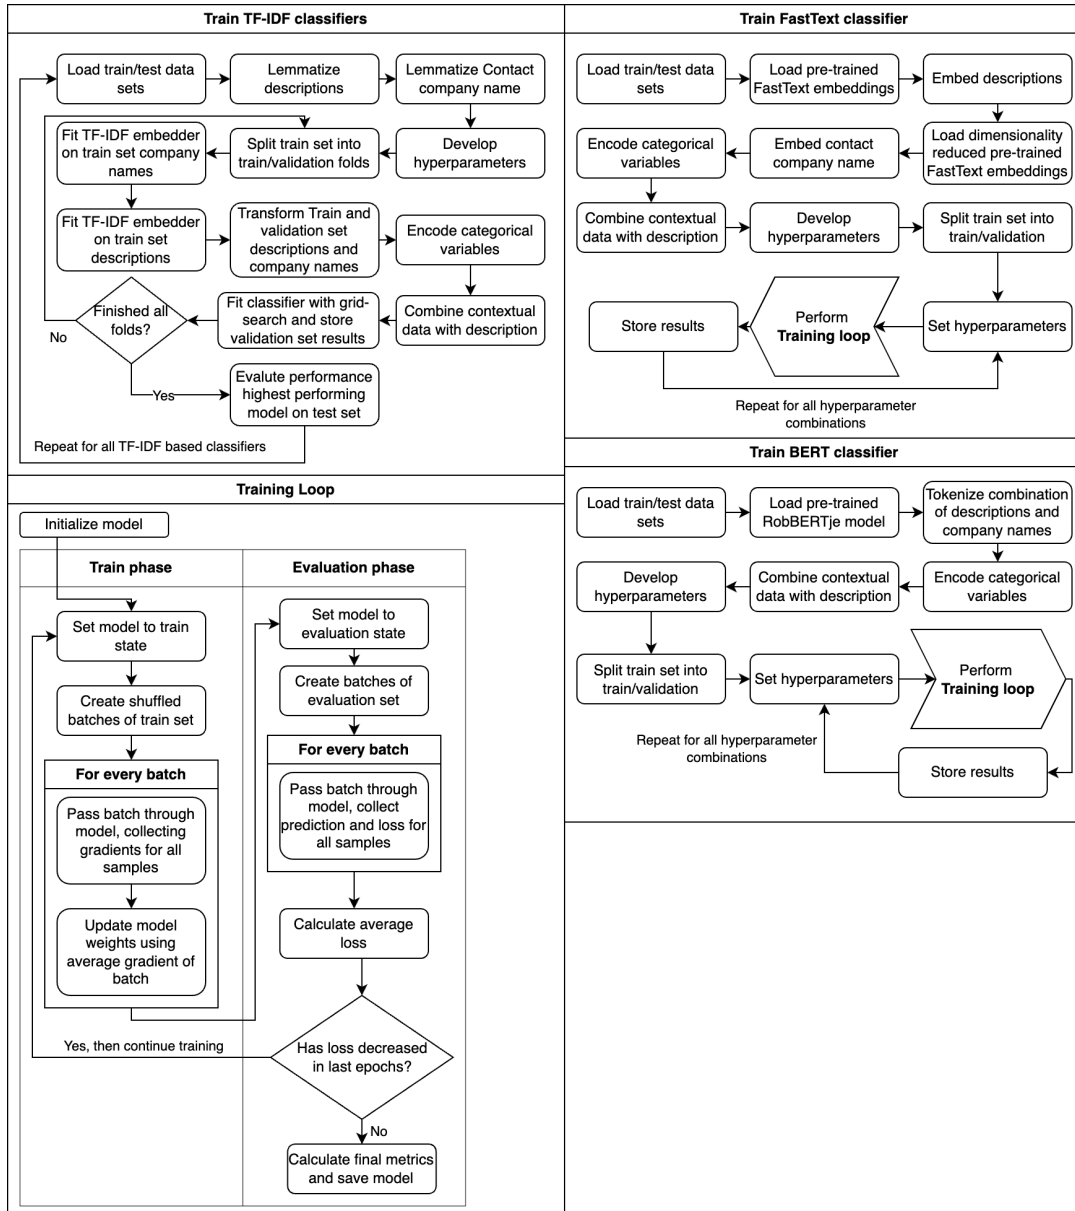 Train TF-IDF classifiers
Load train/test data
sets
Lemmatize
descriptions
Lemmatize Contact
company name
Fit TF-IDF embedder
on train set company
names
Split train set into
train/validation folds
Develop
hyperparameters
Fit TF-IDF embedder
on train set
descriptions
Transform Train and
validation set
descriptions and
company names
Encode categorical
variables
Finished all
folds?
No
Fit classifier with grid-
search and store
validation set results
Combine contextual
data with description
Yes
Evalute performance
highest performing
model on test set
Repeat for all TF-IDF based classifiers
Train FastText classifier
Load train/test data
sets
Load pre-trained
FastText embeddings
Embed descriptions
Encode categorical
variables
Embed contact
company name
Load dimensionality
reduced pre-trained
FastText embeddings
Combine contextual
data with description
Develop
hyperparameters
Split train set into
train/validation
Store results
Perform
Training loop
Set hyperparameters
Repeat for all hyperparameter
combinations
Training Loop
Initialize model
Train phase
Evaluation phase
Set model to train
state
Create shuffled
batches of train set
For every batch
Pass batch through
model, collecting
gradients for all
samples
Update model
weights using
average gradient of
batch
Set model to
evaluation state
Create batches of
evaluation set
For every batch
Pass batch through
model, collect
prediction and loss for
all samples
Calculate average
loss
Yes, then continue training
Has loss decreased
in last epochs?
No
Calculate final metrics
and save model
Train BERT classifier
Load train/test data
sets
Load pre-trained
RobBERTje model
Tokenize combination
of descriptions and
company names
Develop
hyperparameters
Combine contextual
data with description
Encode categorical
variables
Split train set into
train/validation
Set hyperparameters
Perform
Training loop
Repeat for all hyperparameter
combinations
Store results